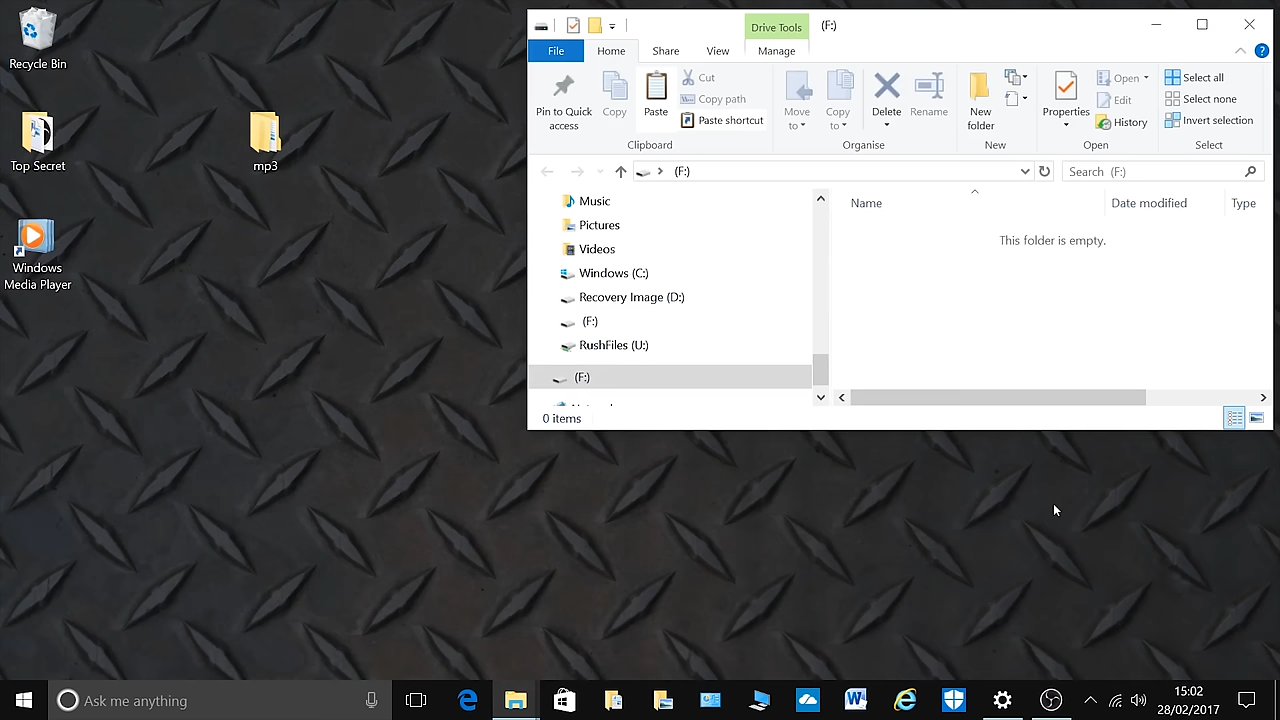 Recycle Bin
Top Secret
mp3
Windows
Media Player
Drive Tools
(F:)
File
Home
Share
View
Manage
Pin to Quick
access
Copy
Paste
Cut
Copy path
Paste shortcut
Clipboard
Move
to
Copy
to
Delete
Rename
Organise
New
folder
New
Properties
Open
Edit
History
Open
Select all
Select none
Invert selection
Select
(F:)
Search (F:)
Music
Pictures
Videos
Windows (C:)
Recovery Image (D:)
(F:)
RushFiles (U:)
(F:)
Name
Date modified
Type
This folder is empty.
0 items
Ask me anything
15:02
28/02/2017